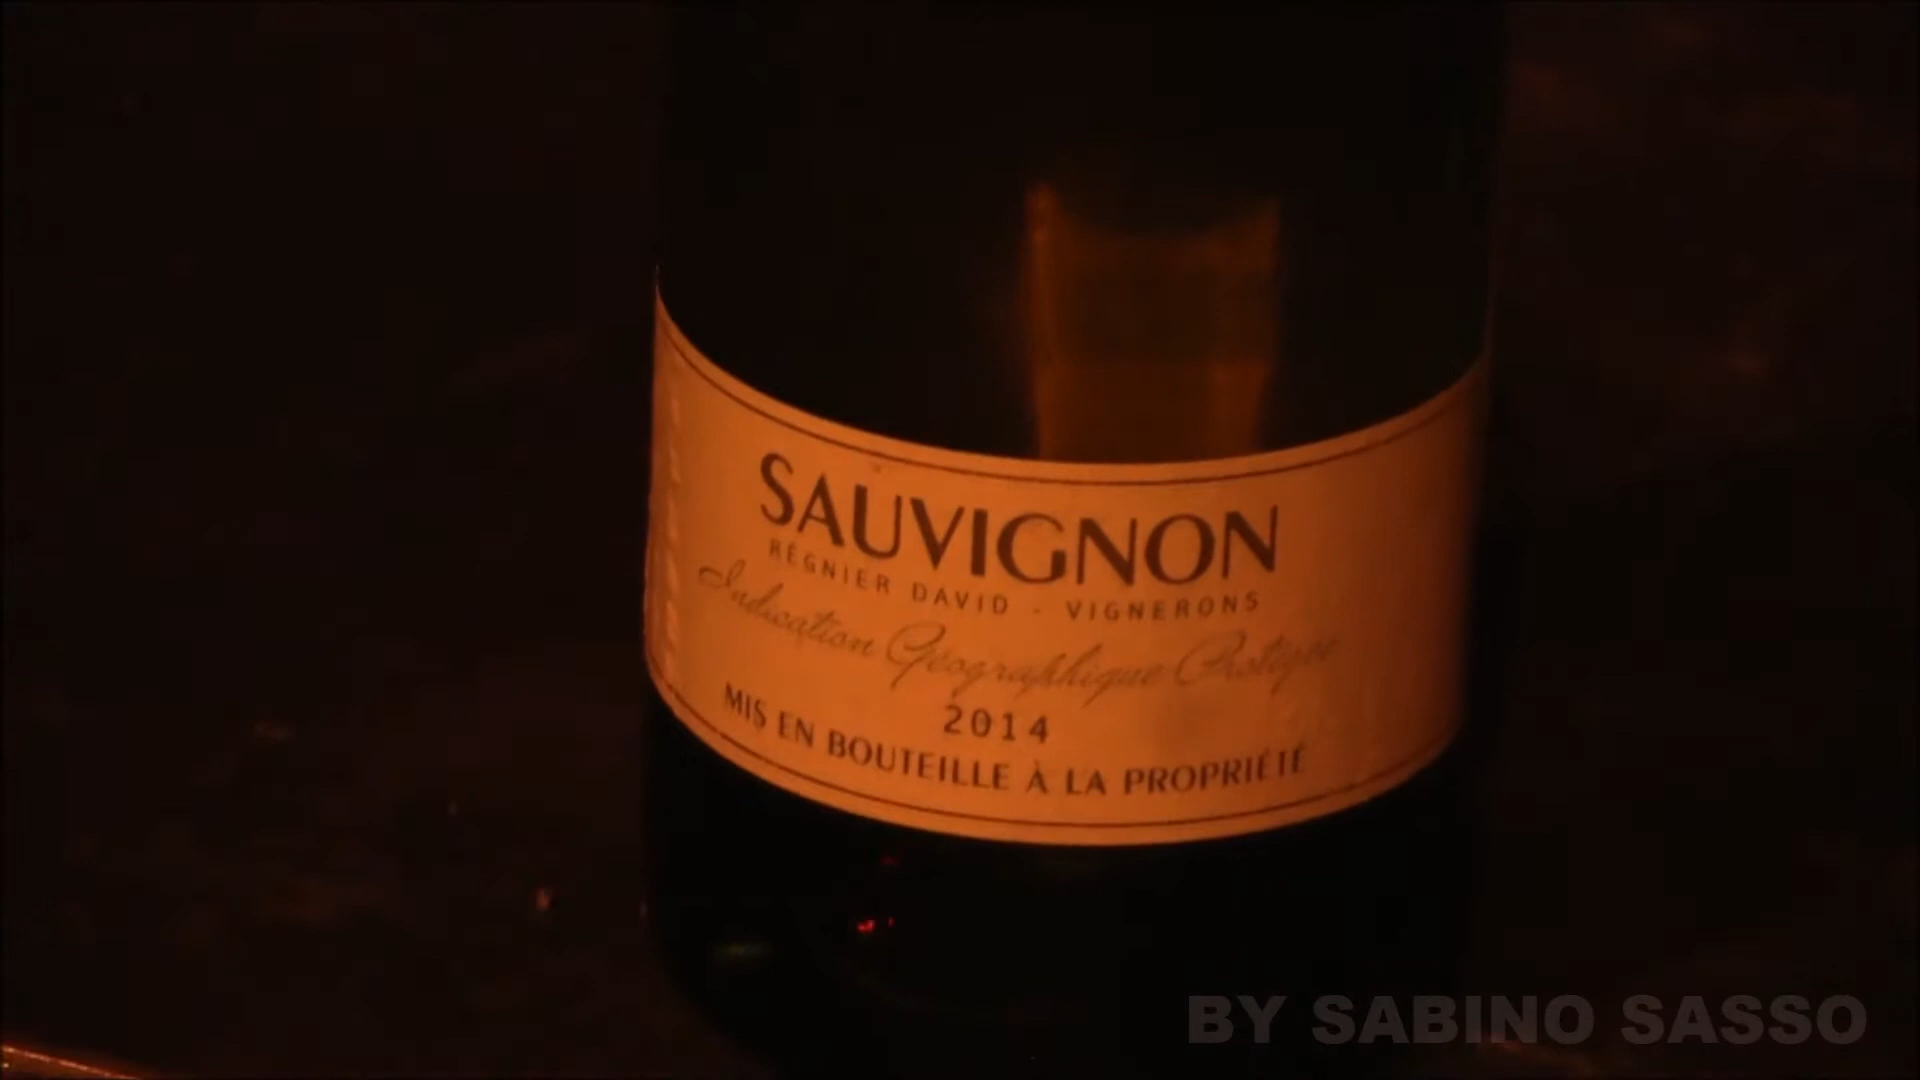 SAUVIGNON
RÉGNIER DAVID - VIGNERONS
Indication Géographique Protégée
2014
MIS EN BOUTEILLE À LA PROPRIÉTÉ
BY SABINO SASSO